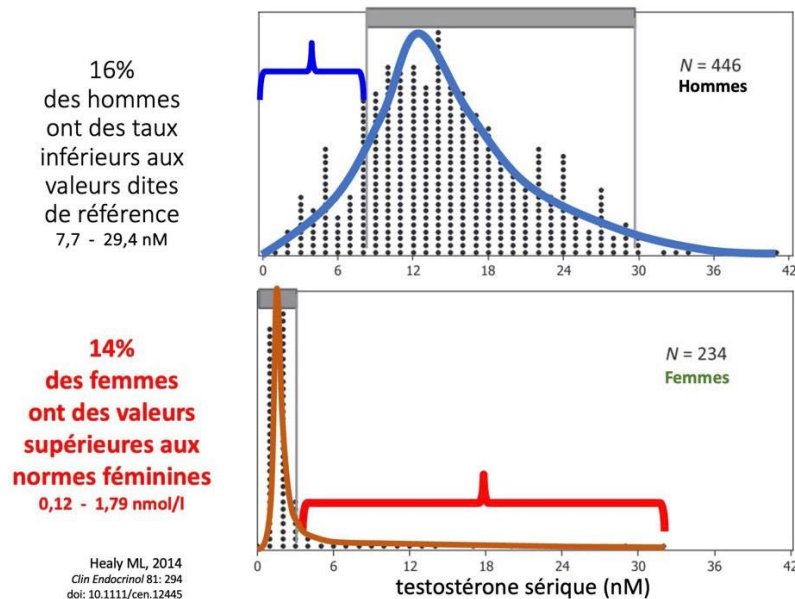 16%
des hommes
ont des taux
inférieurs aux
valeurs dites
de référence
7,7 - 29,4 nM
N = 446
Hommes
0 6 12 18 24 30 36 42
14%
des femmes
ont des valeurs
supérieures aux
normes féminines
0,12 - 1,79 nmol/l
N = 234
Femmes
0 6 12 18 24 30 36 42
testostérone sérique (nM)
Healy ML, 2014
Clin Endocrinol 81: 294
doi: 10.1111/cen.12445